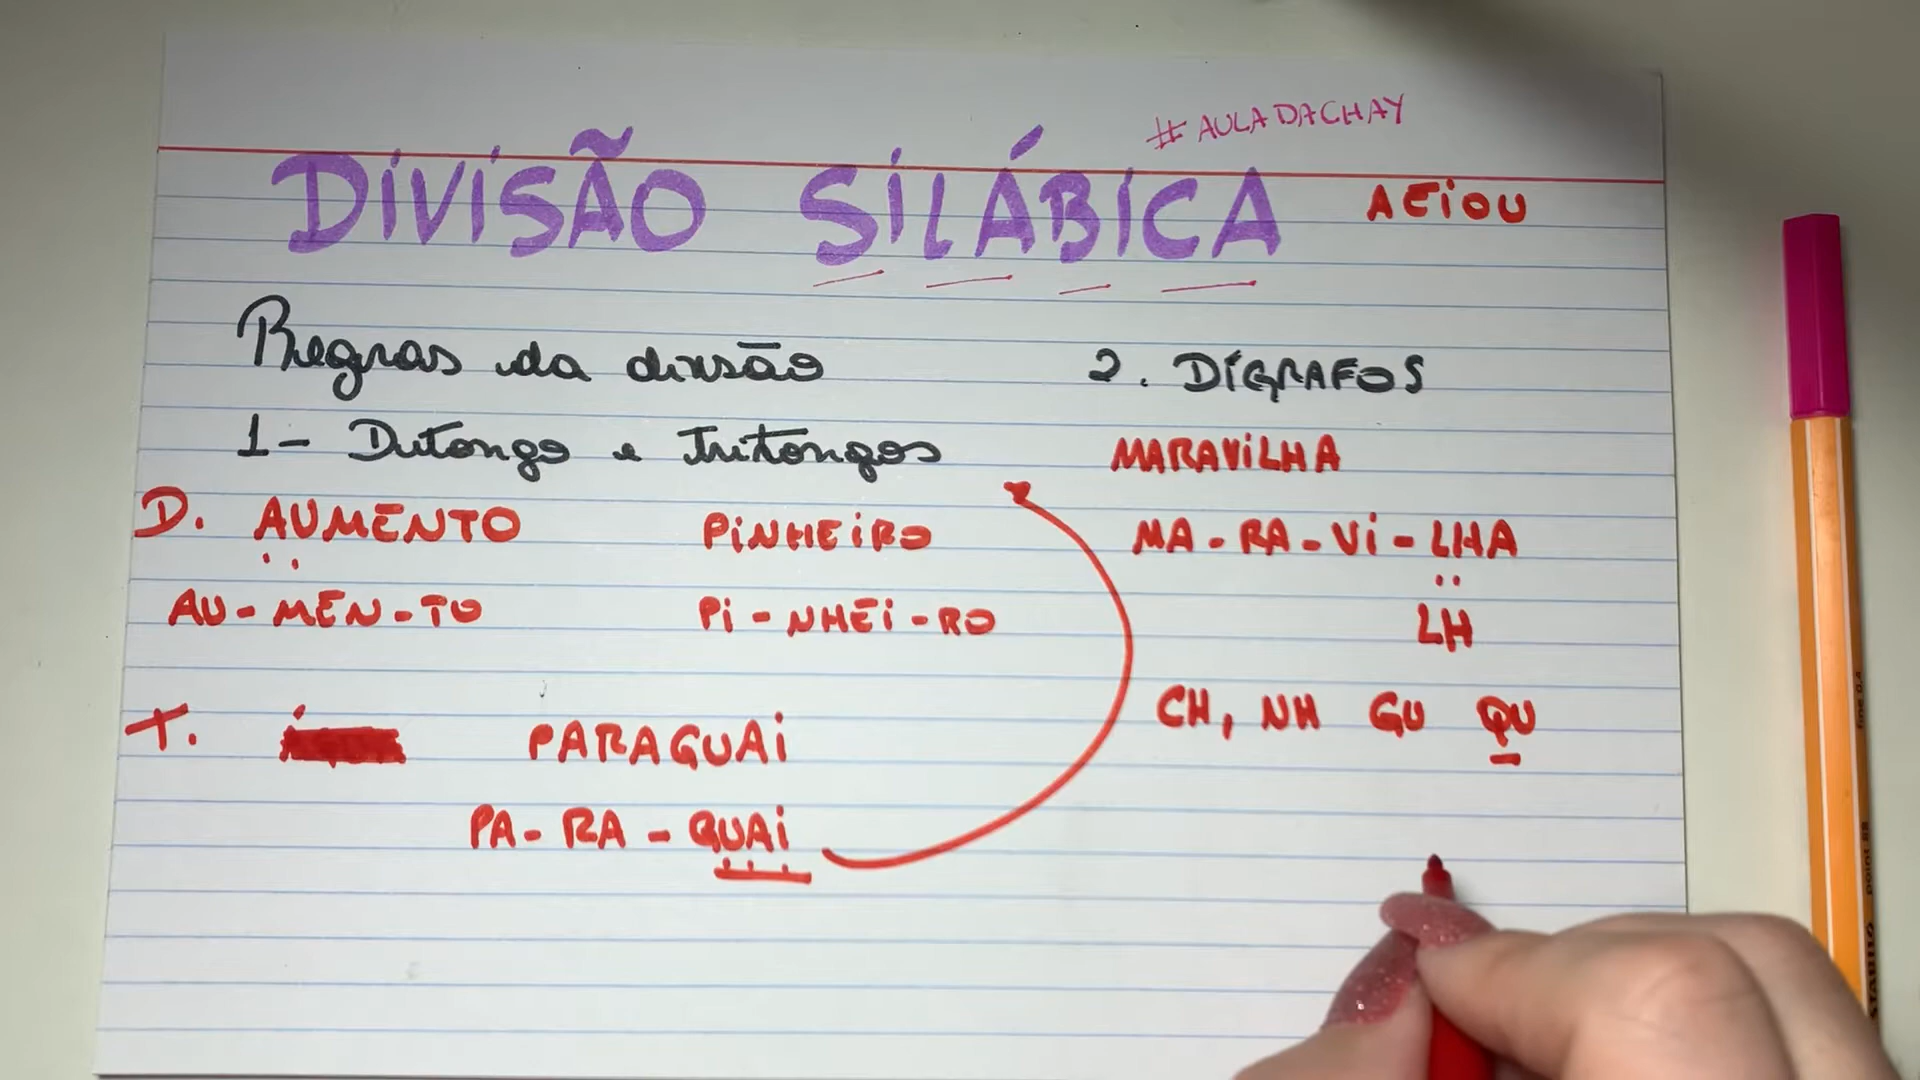 #AULADACHAY
DIVISÃO SILÁBICA
AEIOU
Regras da divisão
1- Ditongo e Tritongos
D. AUMENTO PINHEIRO
AU-MEN-TO PI-NHEI-RO
T. PARAGUAI
PA-RA-GUAI
2. DÍGRAFOS
MARAVILHA
MA-RA-VI-LHA
LH
CH, NH GU QU